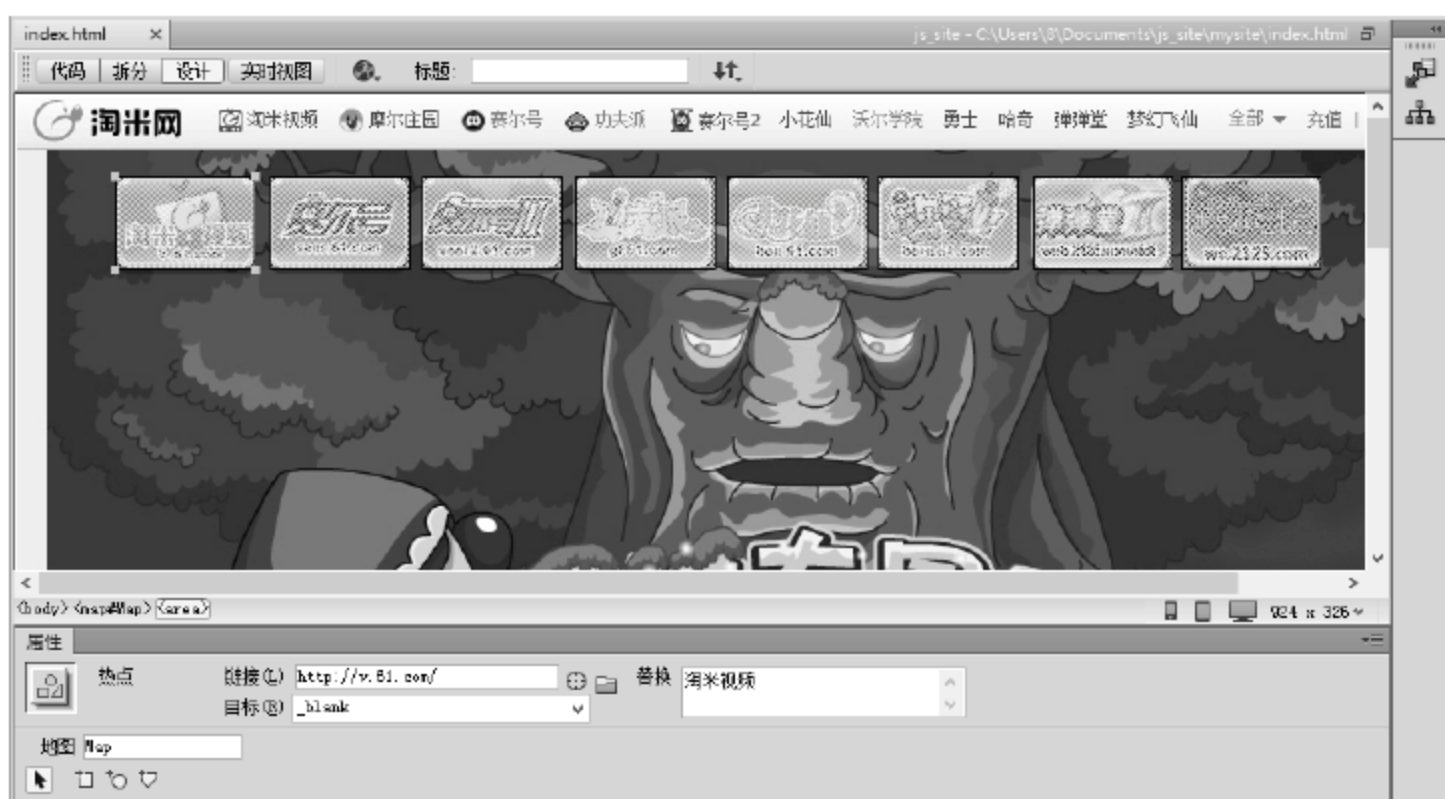 index.html ×
js_site - C:\Users\8\Documents\js_site\mysite\index.html
代码 拆分 设计 实时视图 标题:
淘米网 淘米视频 摩尔庄园 赛尔号 功夫派 赛尔号2 小花仙 沃尔学院 勇士 哈奇 弹弹堂 梦幻飞仙 全部 充值
<body> <map#Map> <area>
924 x 326
属性
热点 链接(L) http://v.61.com/ 替换 淘米视频
目标(R) _blank
地图 Map